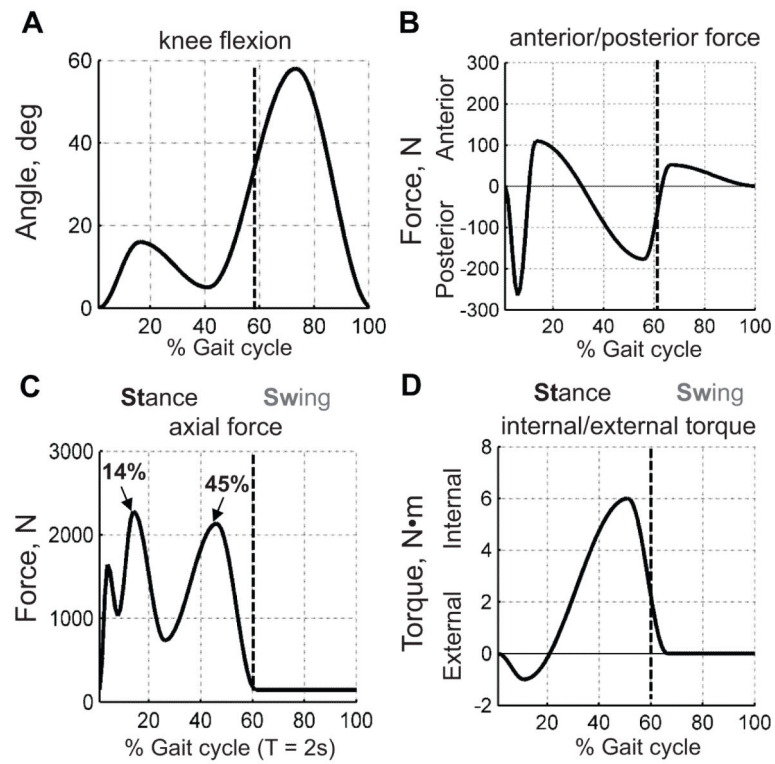 A
knee flexion
Angle, deg
60
40
20
0
20
40
60
80
100
% Gait cycle
B
anterior/posterior force
Force, N
Posterior
Anterior
300
200
100
0
-100
-200
-300
20
40
60
80
100
% Gait cycle
C
Stance
Swing
axial force
Force, N
3000
2000
1000
0
14%
45%
20
40
60
80
100
% Gait cycle (T = 2s)
D
Stance
Swing
internal/external torque
Torque, N•m
External
Internal
8
6
4
2
0
-2
20
40
60
80
100
% Gait cycle